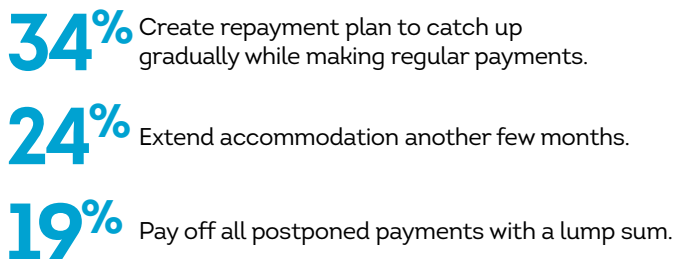 34% Create repayment plan to catch up
gradually while making regular payments.
24% Extend accommodation another few months.
19% Pay off all postponed payments with a lump sum.